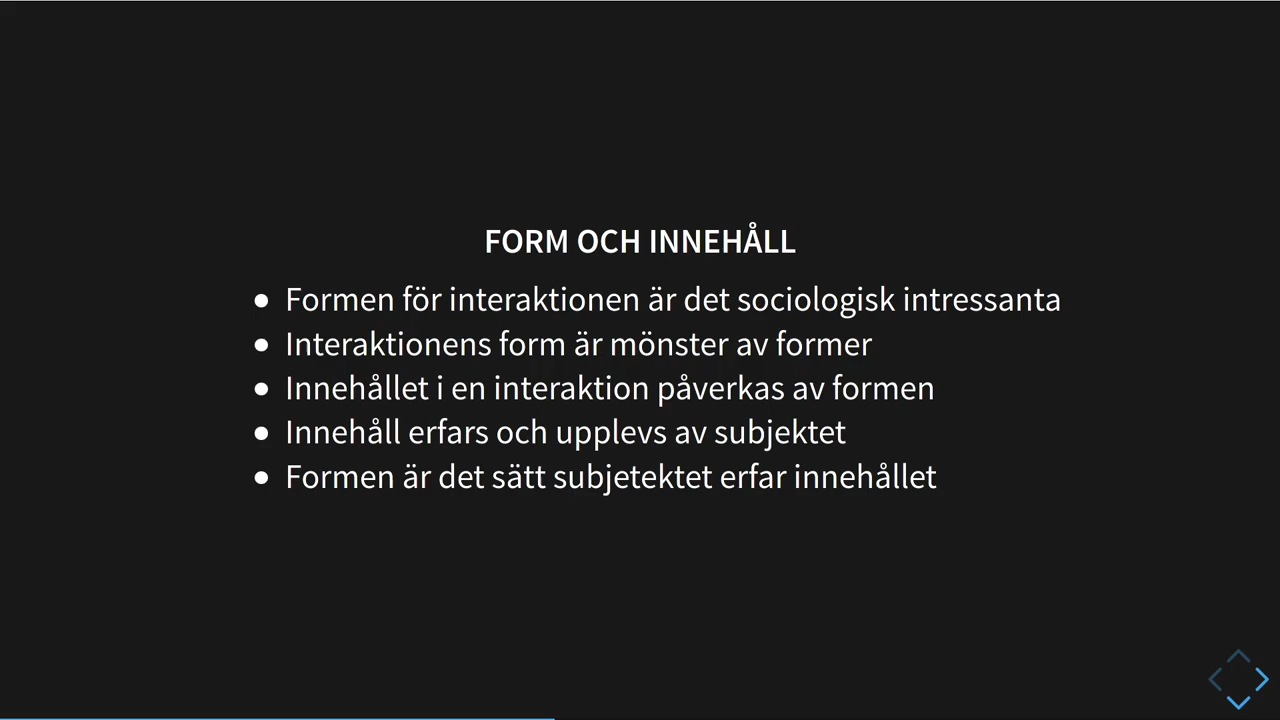 FORM OCH INNEHÅLL
● Formen för interaktionen är det sociologisk intressanta
● Interaktionens form är mönster av former
● Innehållet i en interaktion påverkas av formen
● Innehåll erfars och upplevs av subjektet
● Formen är det sätt subjetektet erfar innehållet